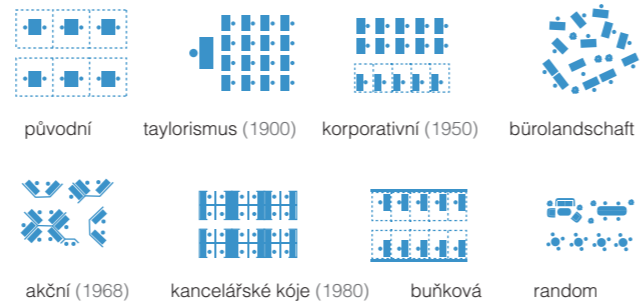 původní taylorismus (1900) korporativní (1950) bürolandschaft
akční (1968) kancelářské kóje (1980) buňková random